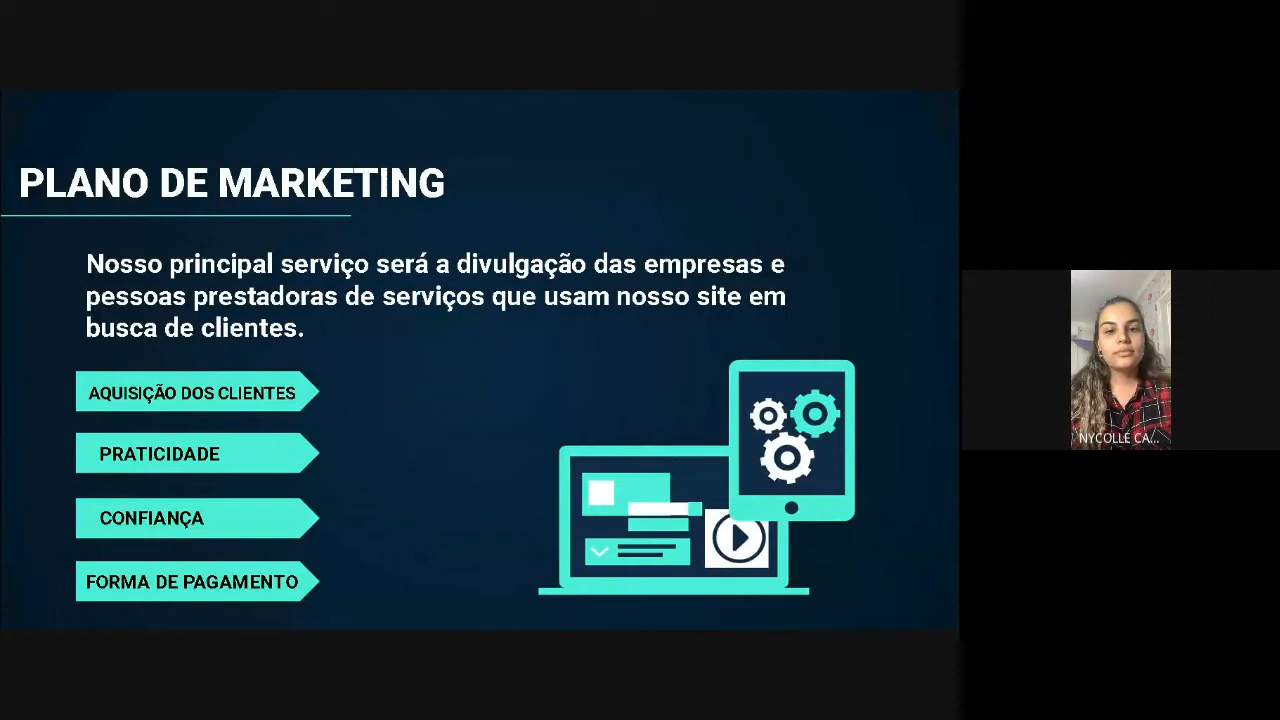 PLANO DE MARKETING
Nosso principal serviço será a divulgação das empresas e
pessoas prestadoras de serviços que usam nosso site em
busca de clientes.
AQUISIÇÃO DOS CLIENTES
PRATICIDADE
CONFIANÇA
FORMA DE PAGAMENTO
NYCOLLE CA...